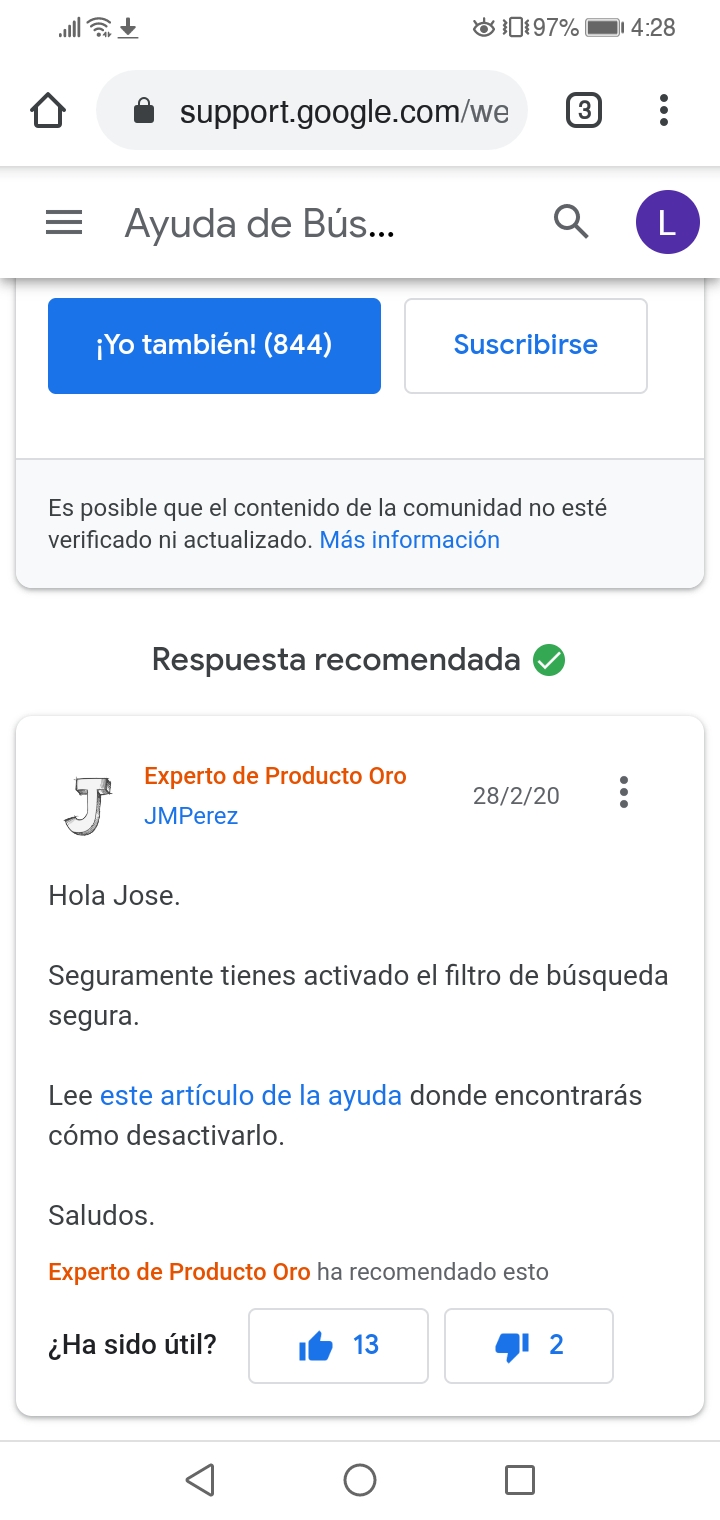 97% 4:28
support.google.com/we
3
Ayuda de Bús...
L
¡Yo también! (844)
Suscribirse
Es posible que el contenido de la comunidad no esté
verificado ni actualizado. Más información
Respuesta recomendada
J
Experto de Producto Oro
JMPerez
28/2/20
Hola Jose.
Seguramente tienes activado el filtro de búsqueda
segura.
Lee este artículo de la ayuda donde encontrarás
cómo desactivarlo.
Saludos.
Experto de Producto Oro ha recomendado esto
¿Ha sido útil?
13
2